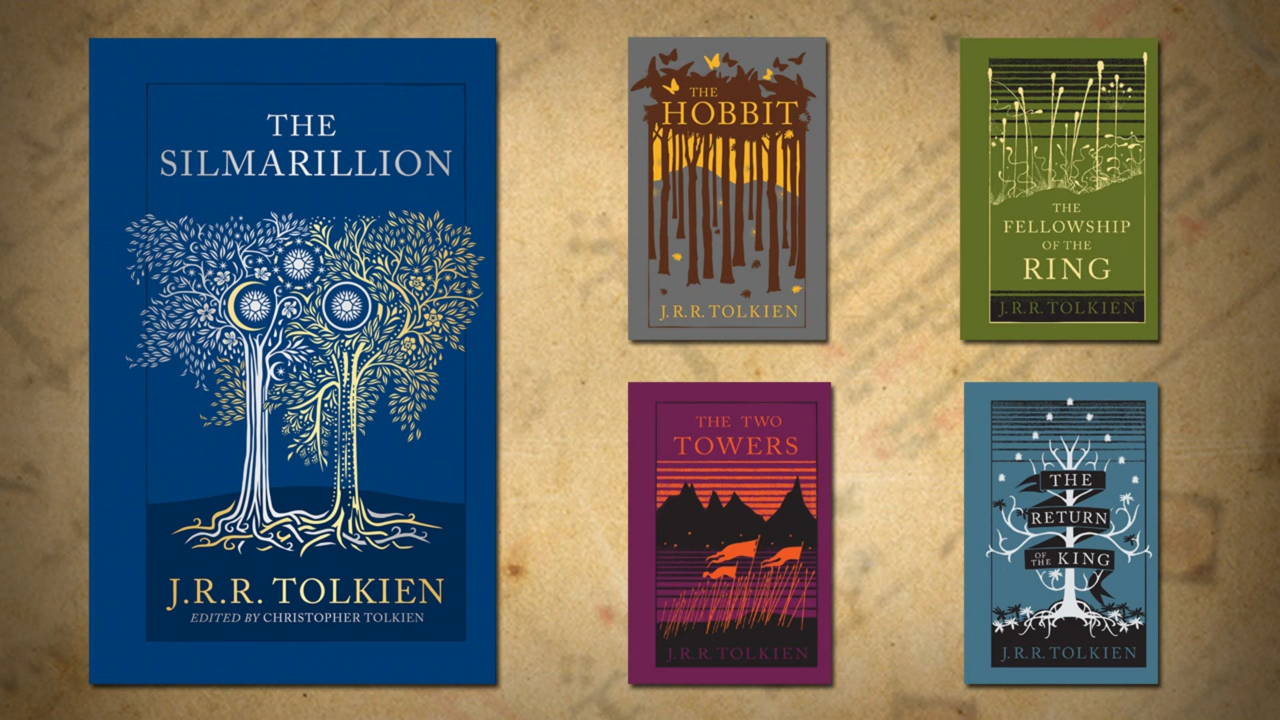 THE
SILMARILLION
J.R.R. TOLKIEN
EDITED BY CHRISTOPHER TOLKIEN
THE
HOBBIT
J.R.R. TOLKIEN
THE
FELLOWSHIP
OF THE
RING
J.R.R. TOLKIEN
THE TWO
TOWERS
J.R.R. TOLKIEN
THE
RETURN
OF THE KING
J.R.R. TOLKIEN